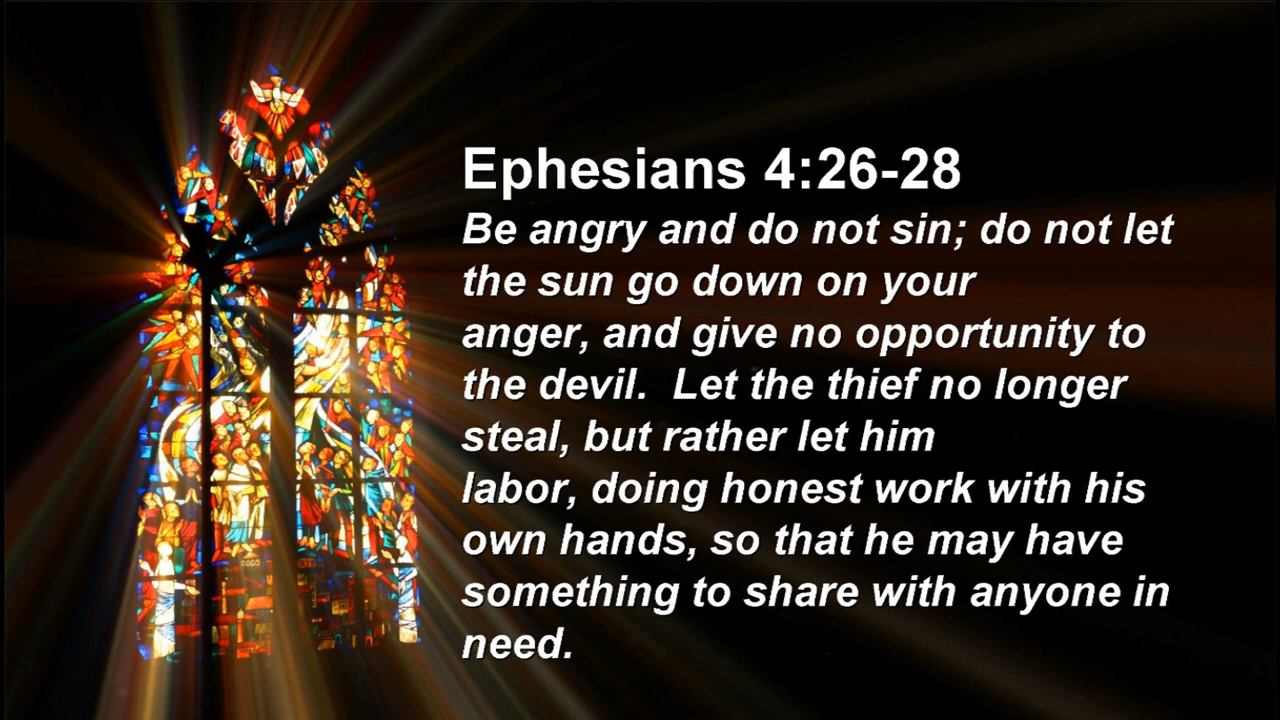 Ephesians 4:26-28
Be angry and do not sin; do not let
the sun go down on your
anger, and give no opportunity to
the devil.  Let the thief no longer
steal, but rather let him
labor, doing honest work with his
own hands, so that he may have
something to share with anyone in
need.